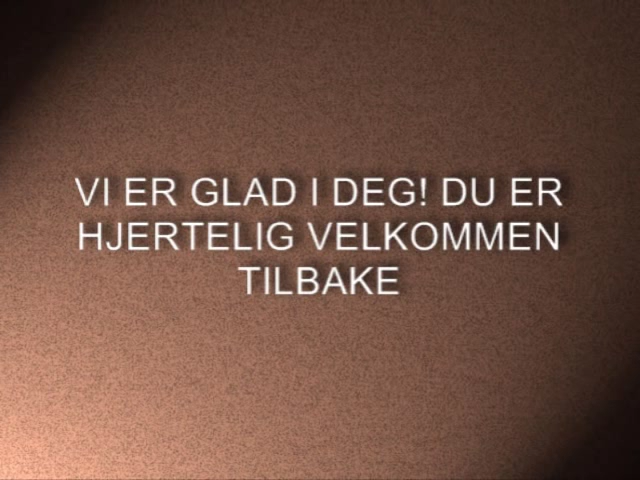 VI ER GLAD I DEG! DU ER
HJERTELIG VELKOMMEN
TILBAKE